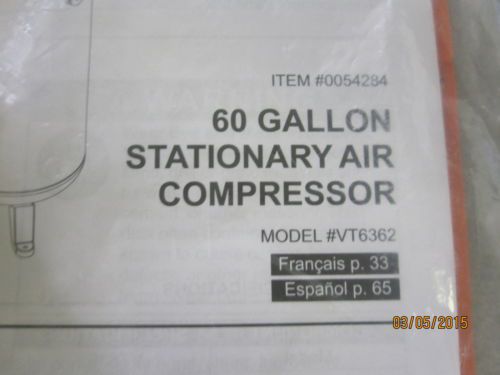 ITEM #0054284
60 GALLON
STATIONARY AIR
COMPRESSOR
MODEL #VT6362
Français p. 33
Español p. 65
03/05/2015